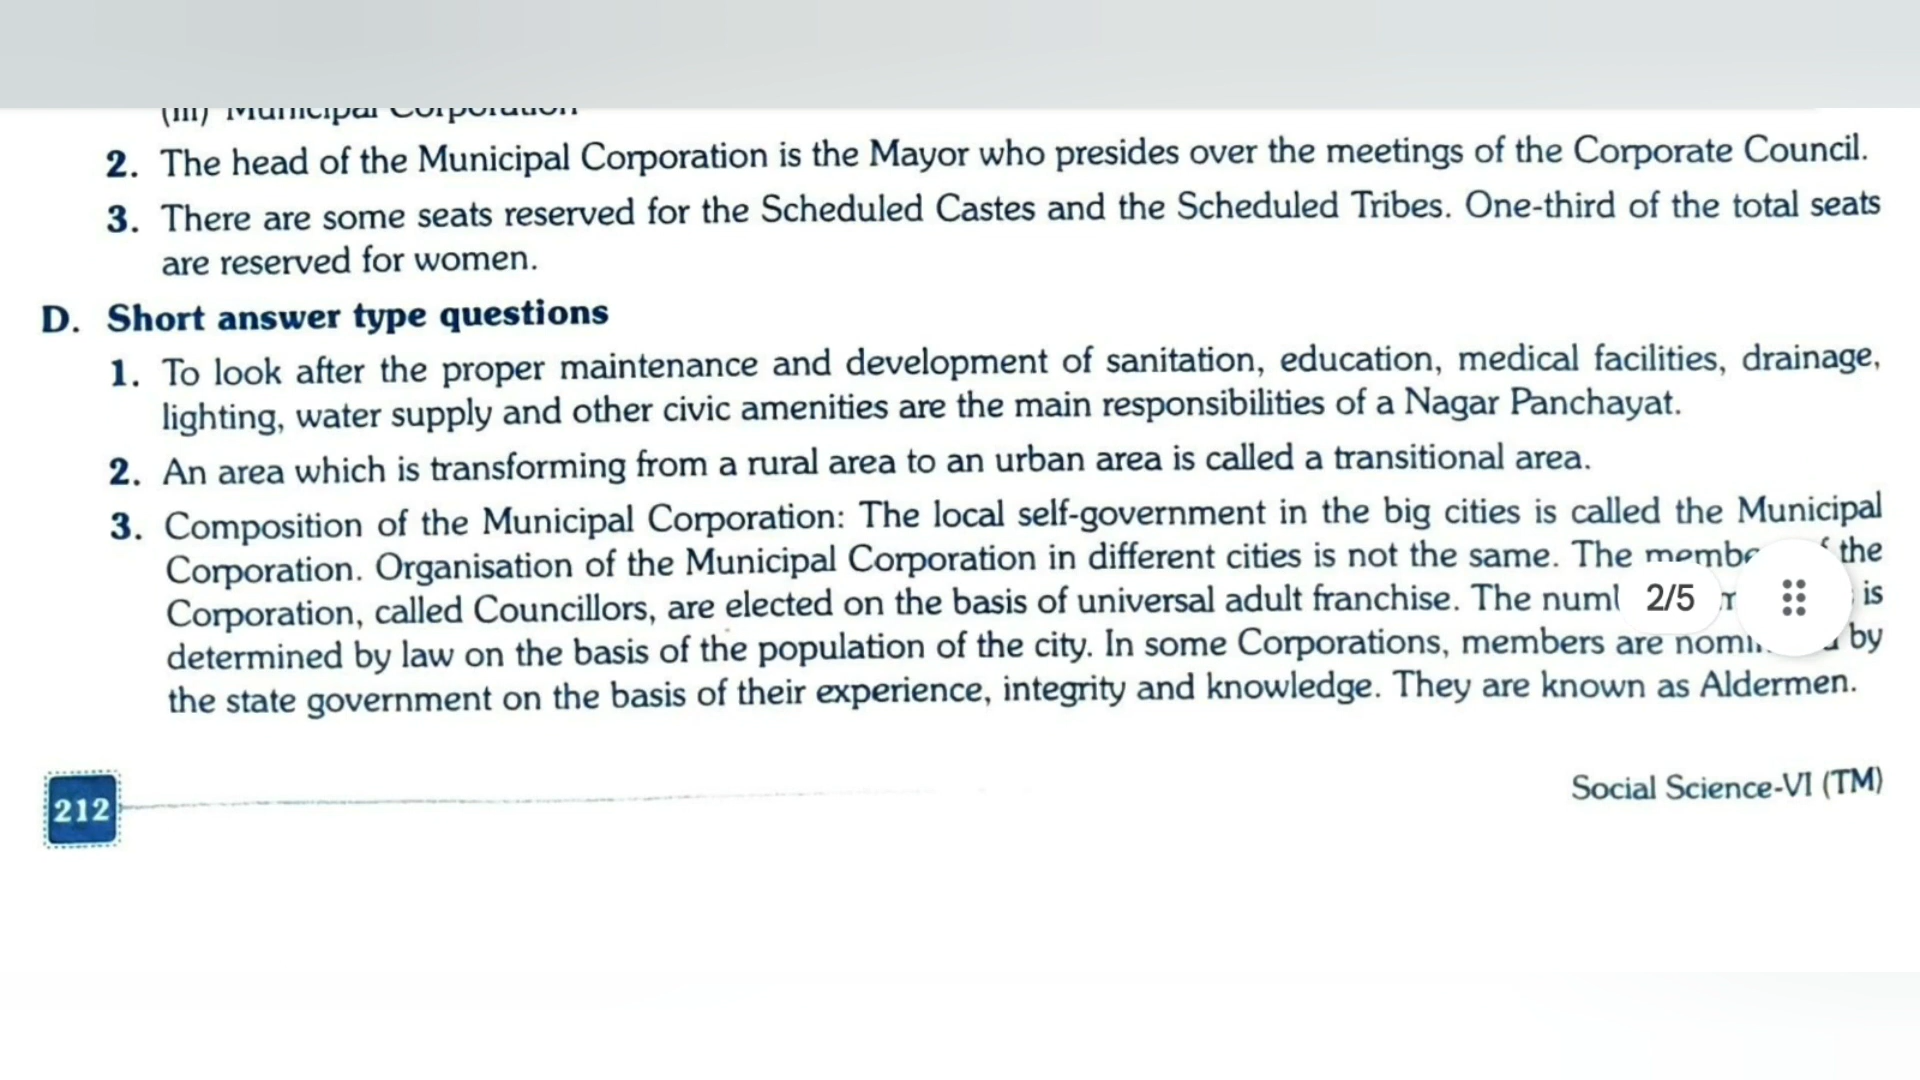 (iii) Municipal Corporation
2. The head of the Municipal Corporation is the Mayor who presides over the meetings of the Corporate Council.
3. There are some seats reserved for the Scheduled Castes and the Scheduled Tribes. One-third of the total seats
are reserved for women.
D. Short answer type questions
1. To look after the proper maintenance and development of sanitation, education, medical facilities, drainage,
lighting, water supply and other civic amenities are the main responsibilities of a Nagar Panchayat.
2. An area which is transforming from a rural area to an urban area is called a transitional area.
3. Composition of the Municipal Corporation: The local self-government in the big cities is called the Municipal
Corporation. Organisation of the Municipal Corporation in different cities is not the same. The the
Corporation, called Councillors, are elected on the basis of universal adult franchise. The is
2/5
determined by law on the basis of the population of the city. In some Corporations, members are by
the state government on the basis of their experience, integrity and knowledge. They are known as Aldermen.
212
Social Science-VI (TM)